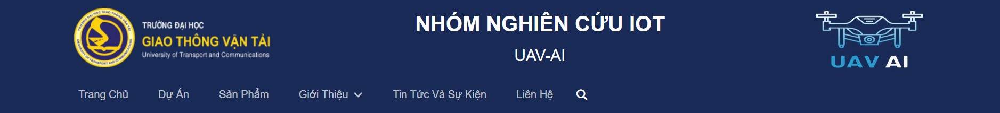 TRƯỜNG ĐẠI HỌC GIAO THÔNG VẬN TẢI
UNIVERSITY OF TRANSPORT AND COMMUNICATIONS
TRƯỜNG ĐẠI HỌC
GIAO THÔNG VẬN TẢI
University of Transport and Communications
NHÓM NGHIÊN CỨU IOT
UAV-AI
UAV AI
Trang Chủ
Dự Án
Sản Phẩm
Giới Thiệu
Tin Tức Và Sự Kiện
Liên Hệ